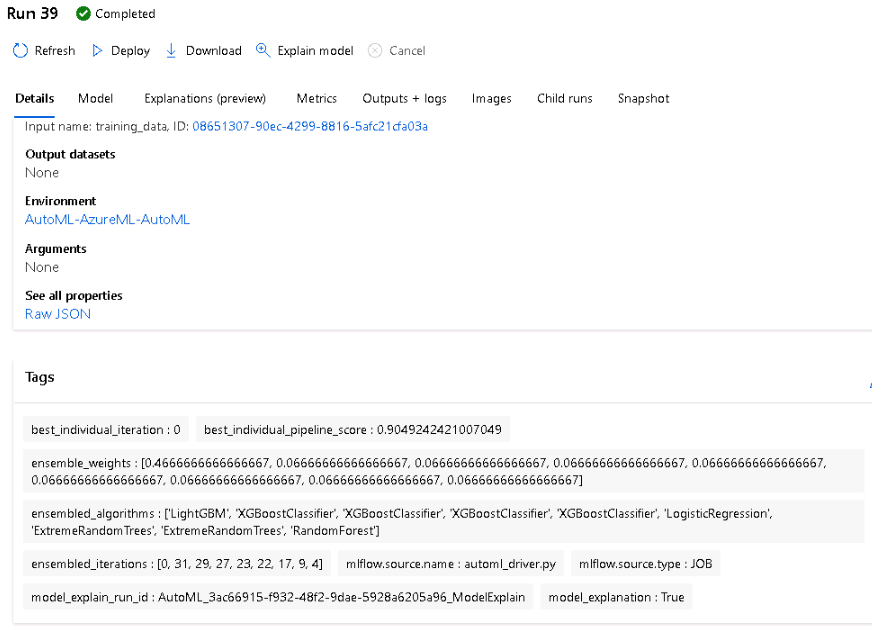 Run 39 Completed
Refresh Deploy Download Explain model Cancel
Details Model Explanations (preview) Metrics Outputs + logs Images Child runs Snapshot
Input name: training_data, ID: 08651307-90ec-4299-8816-5afc21cfa03a
Output datasets
None
Environment
AutoML-AzureML-AutoML
Arguments
None
See all properties
Raw JSON
Tags
best_individual_iteration : 0 best_individual_pipeline_score : 0.9049242421007049
ensemble_weights : [0.4666666666666667, 0.06666666666666667, 0.06666666666666667, 0.06666666666666667, 0.06666666666666667,
0.06666666666666667, 0.06666666666666667, 0.06666666666666667, 0.06666666666666667]
ensembled_algorithms : ['LightGBM', 'XGBoostClassifier', 'XGBoostClassifier', 'XGBoostClassifier', 'XGBoostClassifier', 'LogisticRegression',
'ExtremeRandomTrees', 'ExtremeRandomTrees', 'RandomForest']
ensembled_iterations : [0, 31, 29, 27, 23, 22, 17, 9, 4] mlflow.source.name : automl_driver.py mlflow.source.type : JOB
model_explain_run_id : AutoML_3ac66915-f932-48f2-9dae-5928a6205a96_ModelExplain model_explanation : True